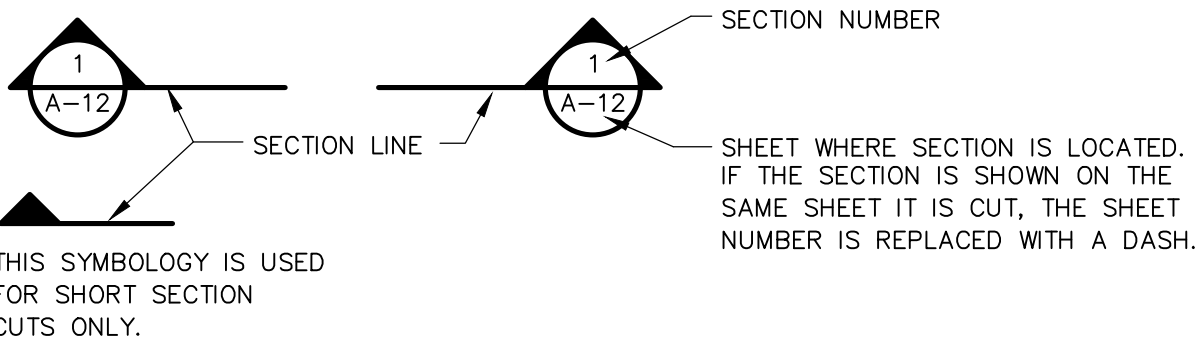 1
A-12
1
A-12
SECTION NUMBER
SECTION LINE
SHEET WHERE SECTION IS LOCATED.
IF THE SECTION IS SHOWN ON THE
SAME SHEET IT IS CUT, THE SHEET
NUMBER IS REPLACED WITH A DASH.
THIS SYMBOLOGY IS USED
FOR SHORT SECTION
CUTS ONLY.